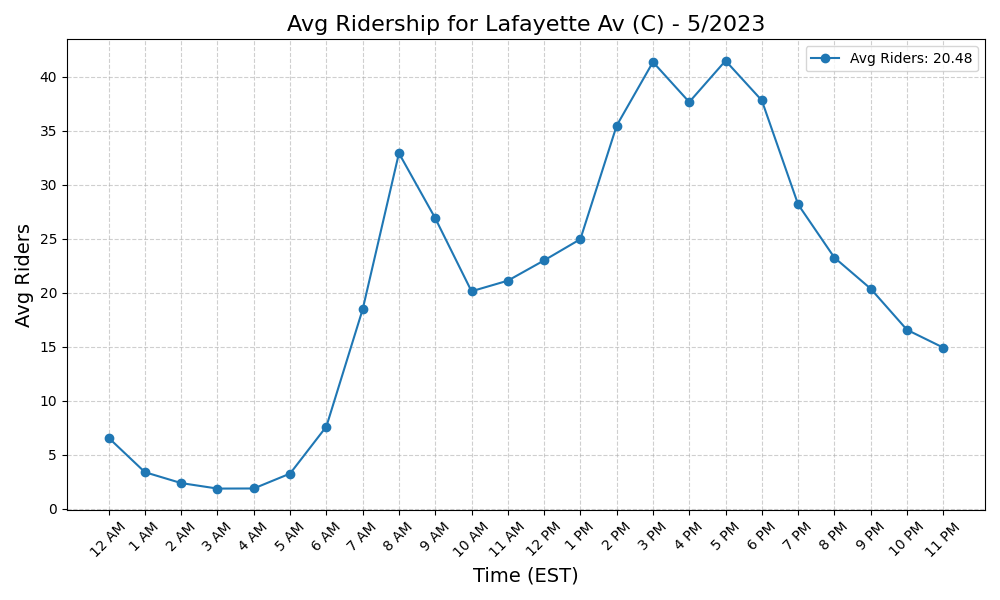 Avg Ridership for Lafayette Av (C) - 5/2023
Avg Riders: 20.48
Avg Riders
40
35
30
25
20
15
10
5
0
12 AM
1 AM
2 AM
3 AM
4 AM
5 AM
6 AM
7 AM
8 AM
9 AM
10 AM
11 AM
12 PM
1 PM
2 PM
3 PM
4 PM
5 PM
6 PM
7 PM
8 PM
9 PM
10 PM
11 PM
Time (EST)